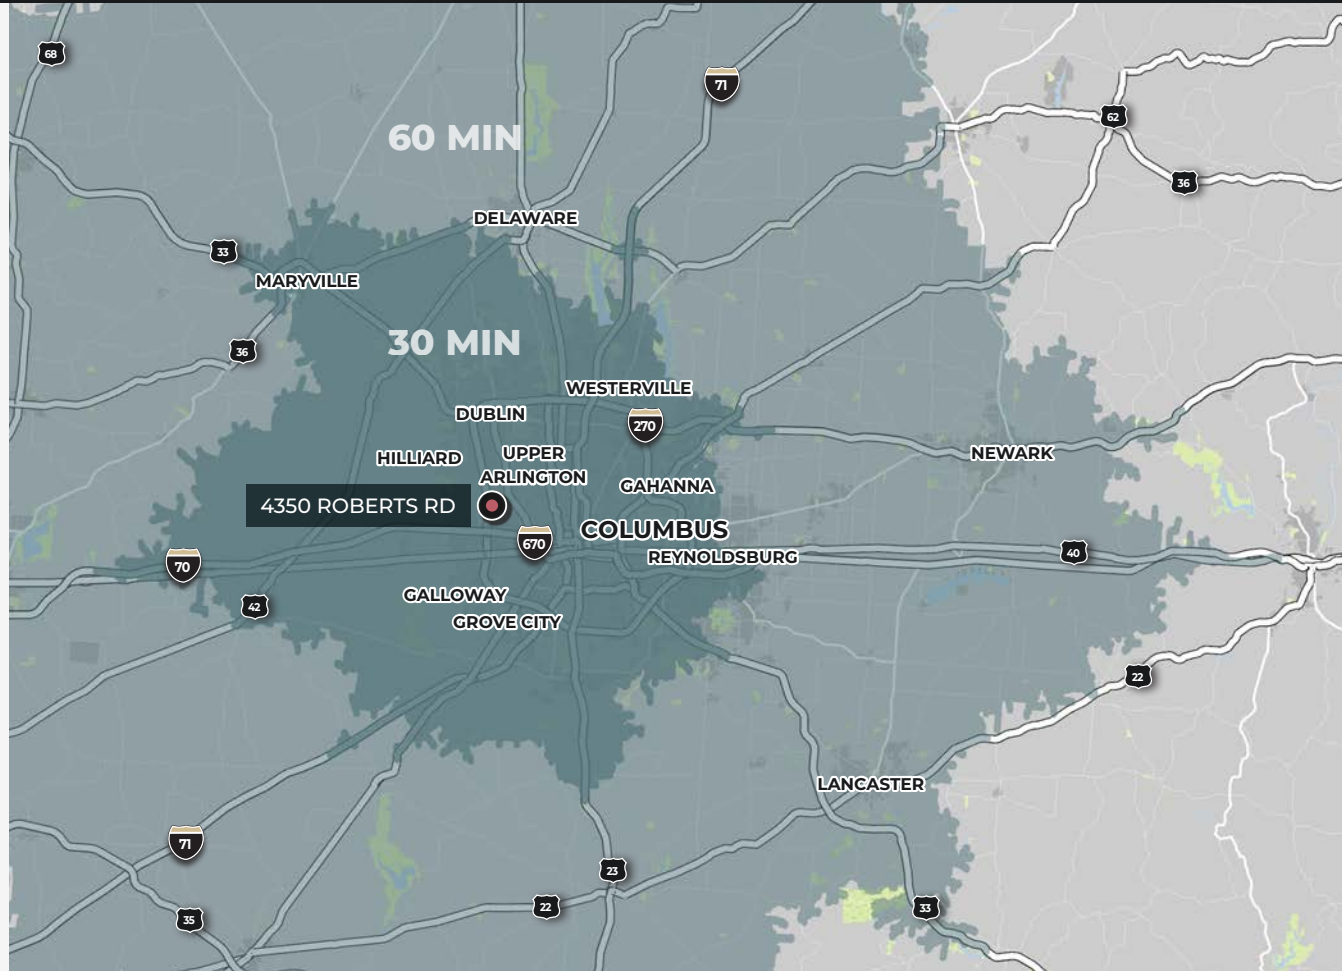 68
71
60 MIN
62
36
DELAWARE
33
MARYVILLE
30 MIN
36
WESTERVILLE
DUBLIN
270
UPPER
ARLINGTON
HILLIARD
NEWARK
GAHANNA
4350 ROBERTS RD
COLUMBUS
670
REYNOLDSBURG
40
70
GALLOWAY
42
GROVE CITY
22
LANCASTER
71
23
22
33
35